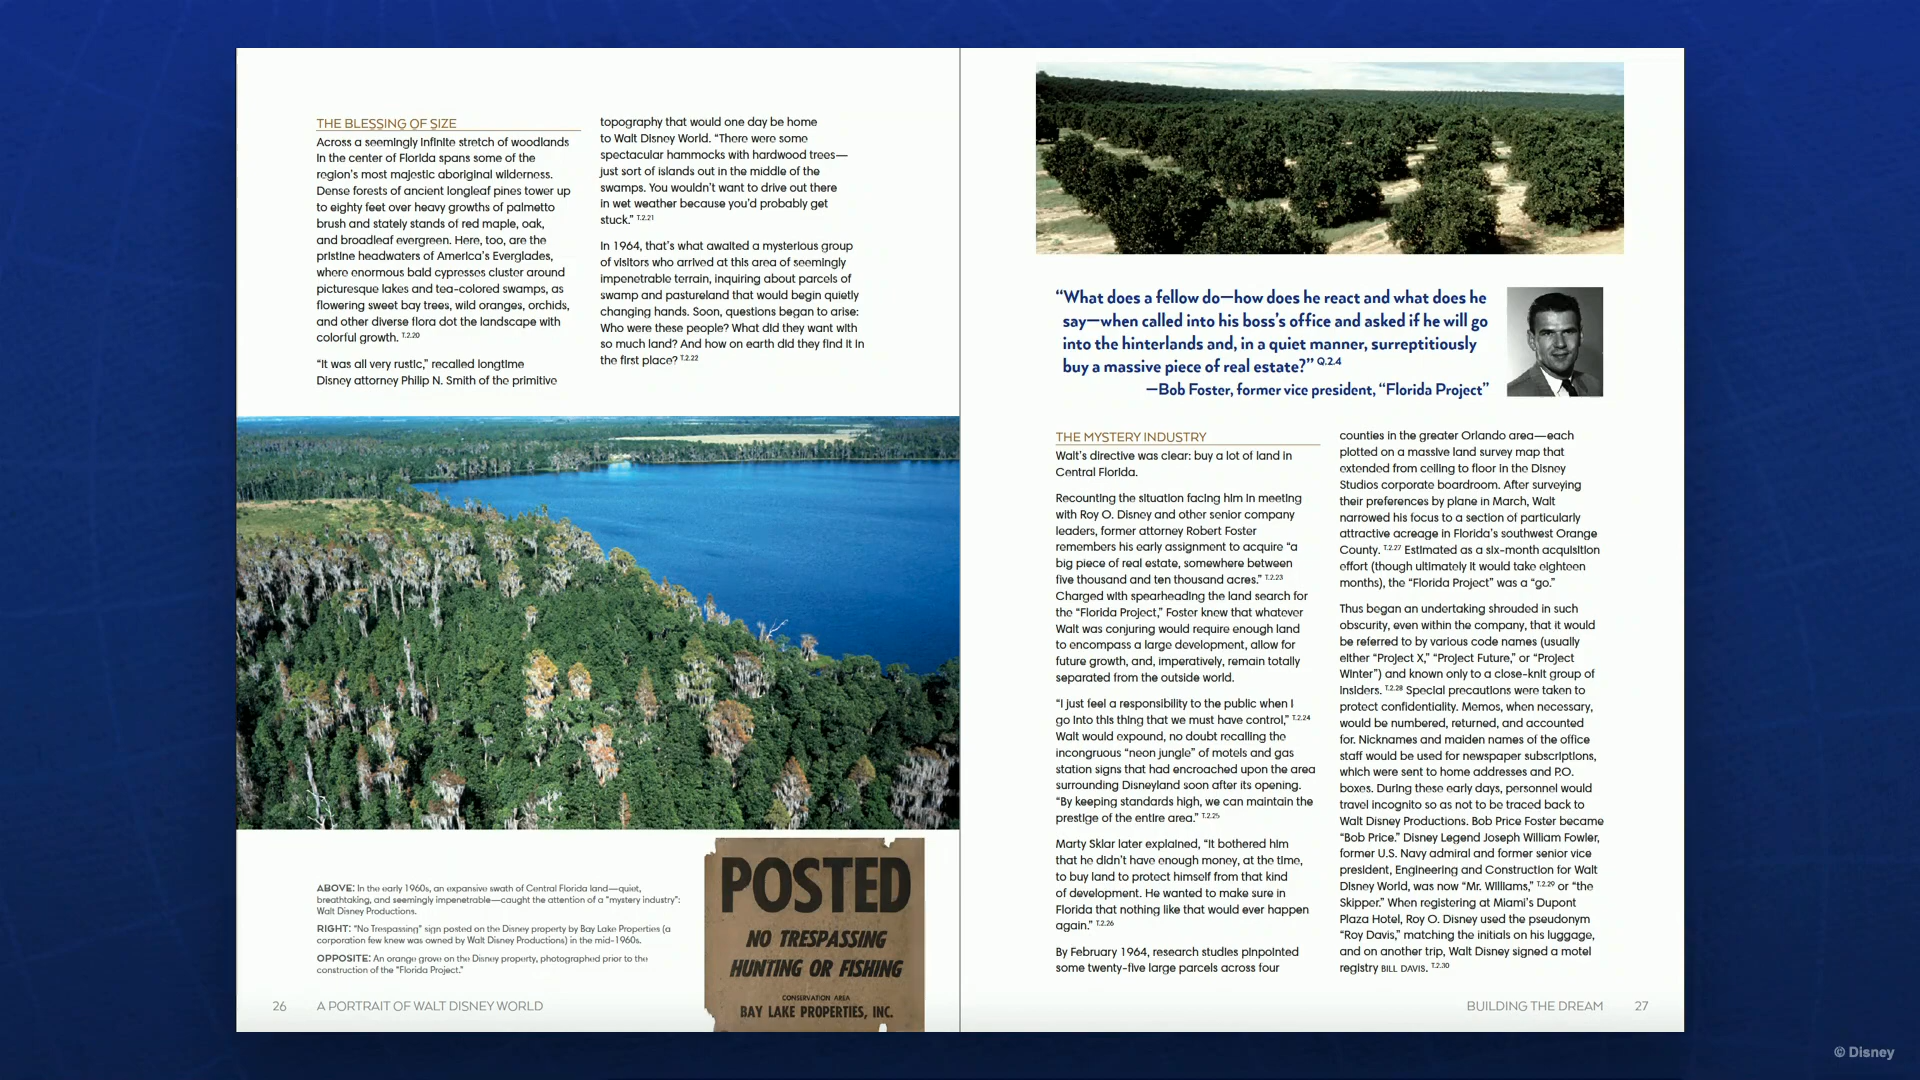 THE BLESSING OF SIZE
Across a seemingly infinite stretch of woodlands
in the center of Florida spans some of the
region's most majestic aboriginal wilderness.
Dense forests of ancient longleaf pines tower up
to eighty feet over heavy growths of palmetto
brush and stately stands of red maple, oak,
and broadleaf evergreen. Here, too, are the
pristine headwaters of America's Everglades,
where enormous bald cypresses cluster around
picturesque lakes and tea-colored swamps, as
flowering sweet bay trees, wild oranges, orchids,
and other diverse flora dot the landscape with
colorful growth. T.2.20
"It was all very rustic," recalled longtime
Disney attorney Philip N. Smith of the primitive
topography that would one day be home
to Walt Disney World. "There were some
spectacular hammocks with hardwood trees—
just sort of islands out in the middle of the
swamps. You wouldn't want to drive out there
in wet weather because you'd probably get
stuck." T.2.21
In 1964, that's what awaited a mysterious group
of visitors who arrived at this area of seemingly
impenetrable terrain, inquiring about parcels of
swamp and pastureland that would begin quietly
changing hands. Soon, questions began to arise:
Who were these people? What did they want with
so much land? And how on earth did they find it in
the first place? T.2.22
ABOVE: In the early 1960s, an expansive swath of Central Florida land—quiet,
breathtaking, and seemingly impenetrable—caught the attention of a "mystery industry":
Walt Disney Productions.
RIGHT: "No Trespassing" sign posted on the Disney property by Bay Lake Properties (a
corporation few knew was owned by Walt Disney Productions) in the mid-1960s.
OPPOSITE: An orange grove on the Disney property, photographed prior to the
construction of the "Florida Project."
POSTED
NO TRESPASSING
HUNTING OR FISHING
CONSERVATION AREA
BAY LAKE PROPERTIES, INC.
26 A PORTRAIT OF WALT DISNEY WORLD
"What does a fellow do—how does he react and what does he
say—when called into his boss's office and asked if he will go
into the hinterlands and, in a quiet manner, surreptitiously
buy a massive piece of real estate?" Q.2.4
—Bob Foster, former vice president, "Florida Project"
THE MYSTERY INDUSTRY
Walt's directive was clear: buy a lot of land in
Central Florida.
Recounting the situation facing him in meeting
with Roy O. Disney and other senior company
leaders, former attorney Robert Foster
remembers his early assignment to acquire "a
big piece of real estate, somewhere between
five thousand and ten thousand acres." T.2.23
Charged with spearheading the land search for
the "Florida Project," Foster knew that whatever
Walt was conjuring would require enough land
to encompass a large development, allow for
future growth, and, imperatively, remain totally
separated from the outside world.
"I just feel a responsibility to the public when I
go into this thing that we must have control," T.2.24
Walt would expound, no doubt recalling the
incongruous "neon jungle" of motels and gas
station signs that had encroached upon the area
surrounding Disneyland soon after its opening.
"By keeping standards high, we can maintain the
prestige of the entire area." T.2.25
Marty Sklar later explained, "It bothered him
that he didn't have enough money, at the time,
to buy land to protect himself from that kind
of development. He wanted to make sure in
Florida that nothing like that would ever happen
again." T.2.26
By February 1964, research studies pinpointed
some twenty-five large parcels across four
counties in the greater Orlando area—each
plotted on a massive land survey map that
extended from ceiling to floor in the Disney
Studios corporate boardroom. After surveying
their preferences by plane in March, Walt
narrowed his focus to a section of particularly
attractive acreage in Florida's southwest Orange
County. T.2.27 Estimated as a six-month acquisition
effort (though ultimately it would take eighteen
months), the "Florida Project" was a "go."
Thus began an undertaking shrouded in such
obscurity, even within the company, that it would
be referred to by various code names (usually
either "Project X," "Project Future," or "Project
Winter") and known only to a close-knit group of
insiders. T.2.28 Special precautions were taken to
protect confidentiality. Memos, when necessary,
would be numbered, returned, and accounted
for. Nicknames and maiden names of the office
staff would be used for newspaper subscriptions,
which were sent to home addresses and P.O.
boxes. During these early days, personnel would
travel incognito so as not to be traced back to
Walt Disney Productions. Bob Price Foster became
"Bob Price." Disney Legend Joseph William Fowler,
former U.S. Navy admiral and former senior vice
president, Engineering and Construction for Walt
Disney World, was now "Mr. Williams," T.2.29 or "the
Skipper." When registering at Miami's Dupont
Plaza Hotel, Roy O. Disney used the pseudonym
"Roy Davis," matching the initials on his luggage,
and on another trip, Walt Disney signed a motel
registry BILL DAVIS. T.2.30
BUILDING THE DREAM 27
© Disney